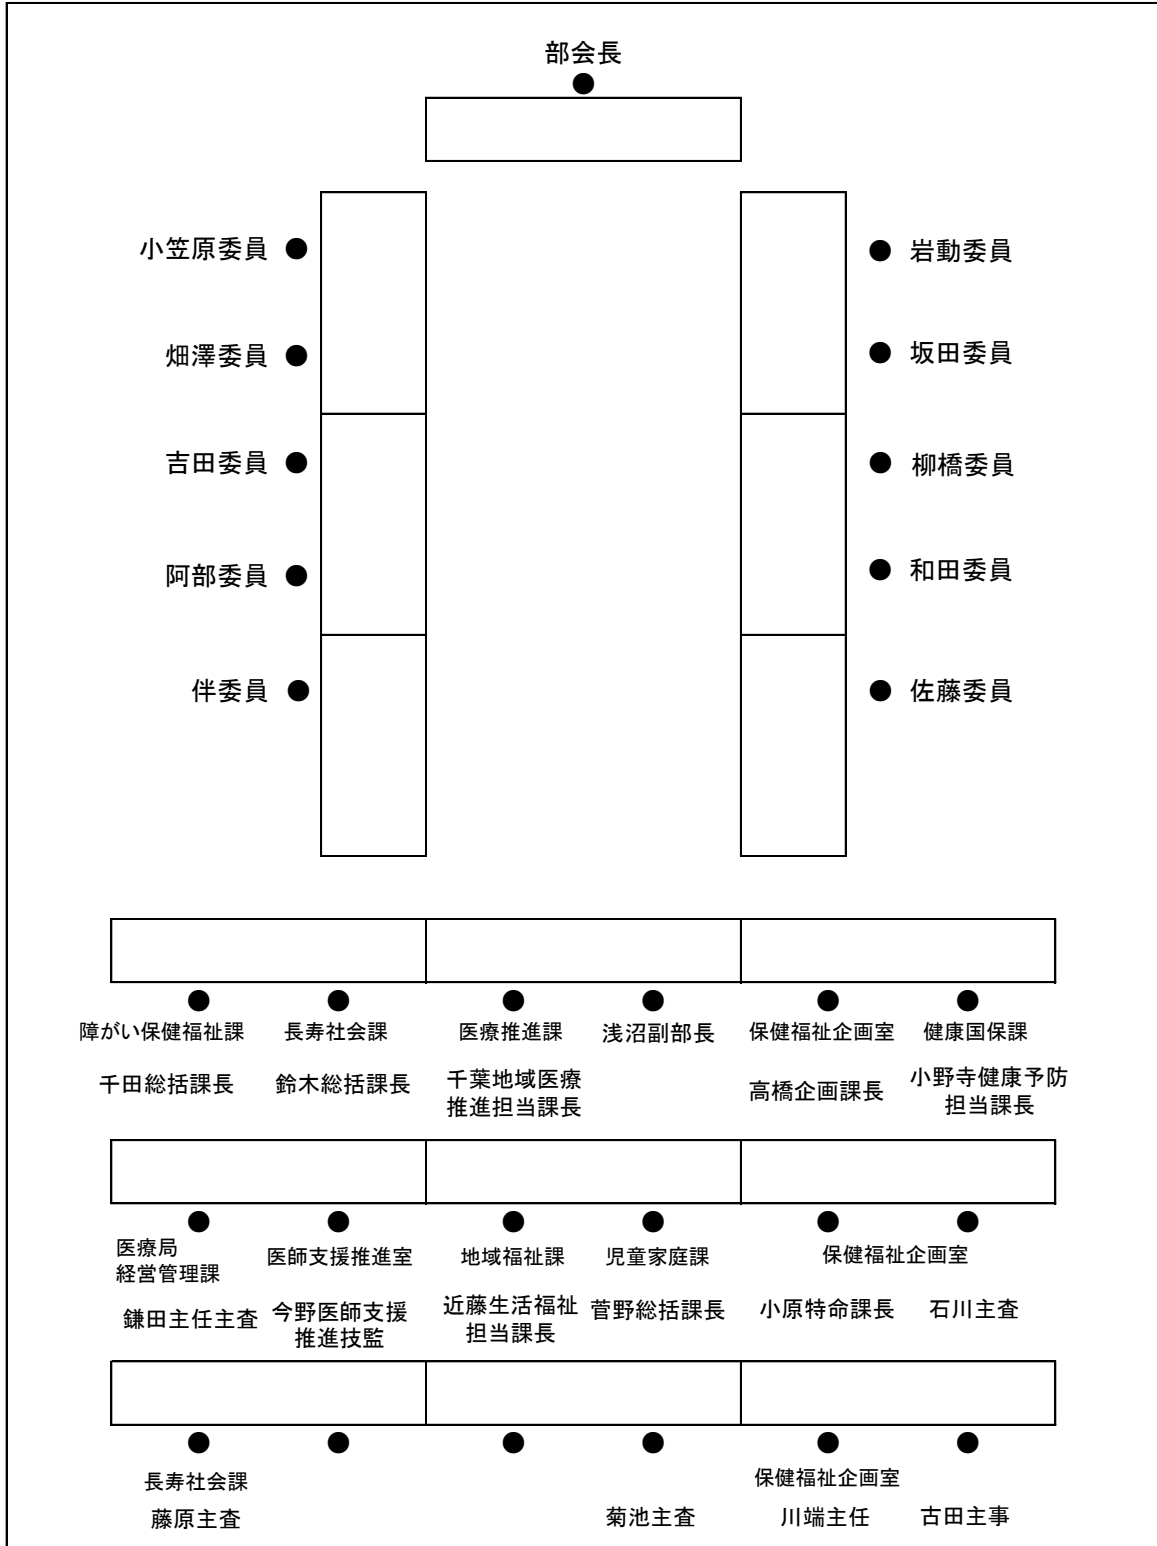 部会長
小笠原委員
岩動委員
畑澤委員
坂田委員
吉田委員
柳橋委員
阿部委員
和田委員
伴委員
佐藤委員
障がい保健福祉課
千田総括課長
長寿社会課
鈴木総括課長
医療推進課
千葉地域医療
推進担当課長
浅沼副部長
保健福祉企画室
高橋企画課長
健康国保課
小野寺健康予防
担当課長
医療局
経営管理課
鎌田主任主査
医師支援推進室
今野医師支援
推進技監
地域福祉課
近藤生活福祉
担当課長
児童家庭課
菅野総括課長
保健福祉企画室
小原特命課長
石川主査
長寿社会課
藤原主査
菊池主査
保健福祉企画室
川端主任
古田主事